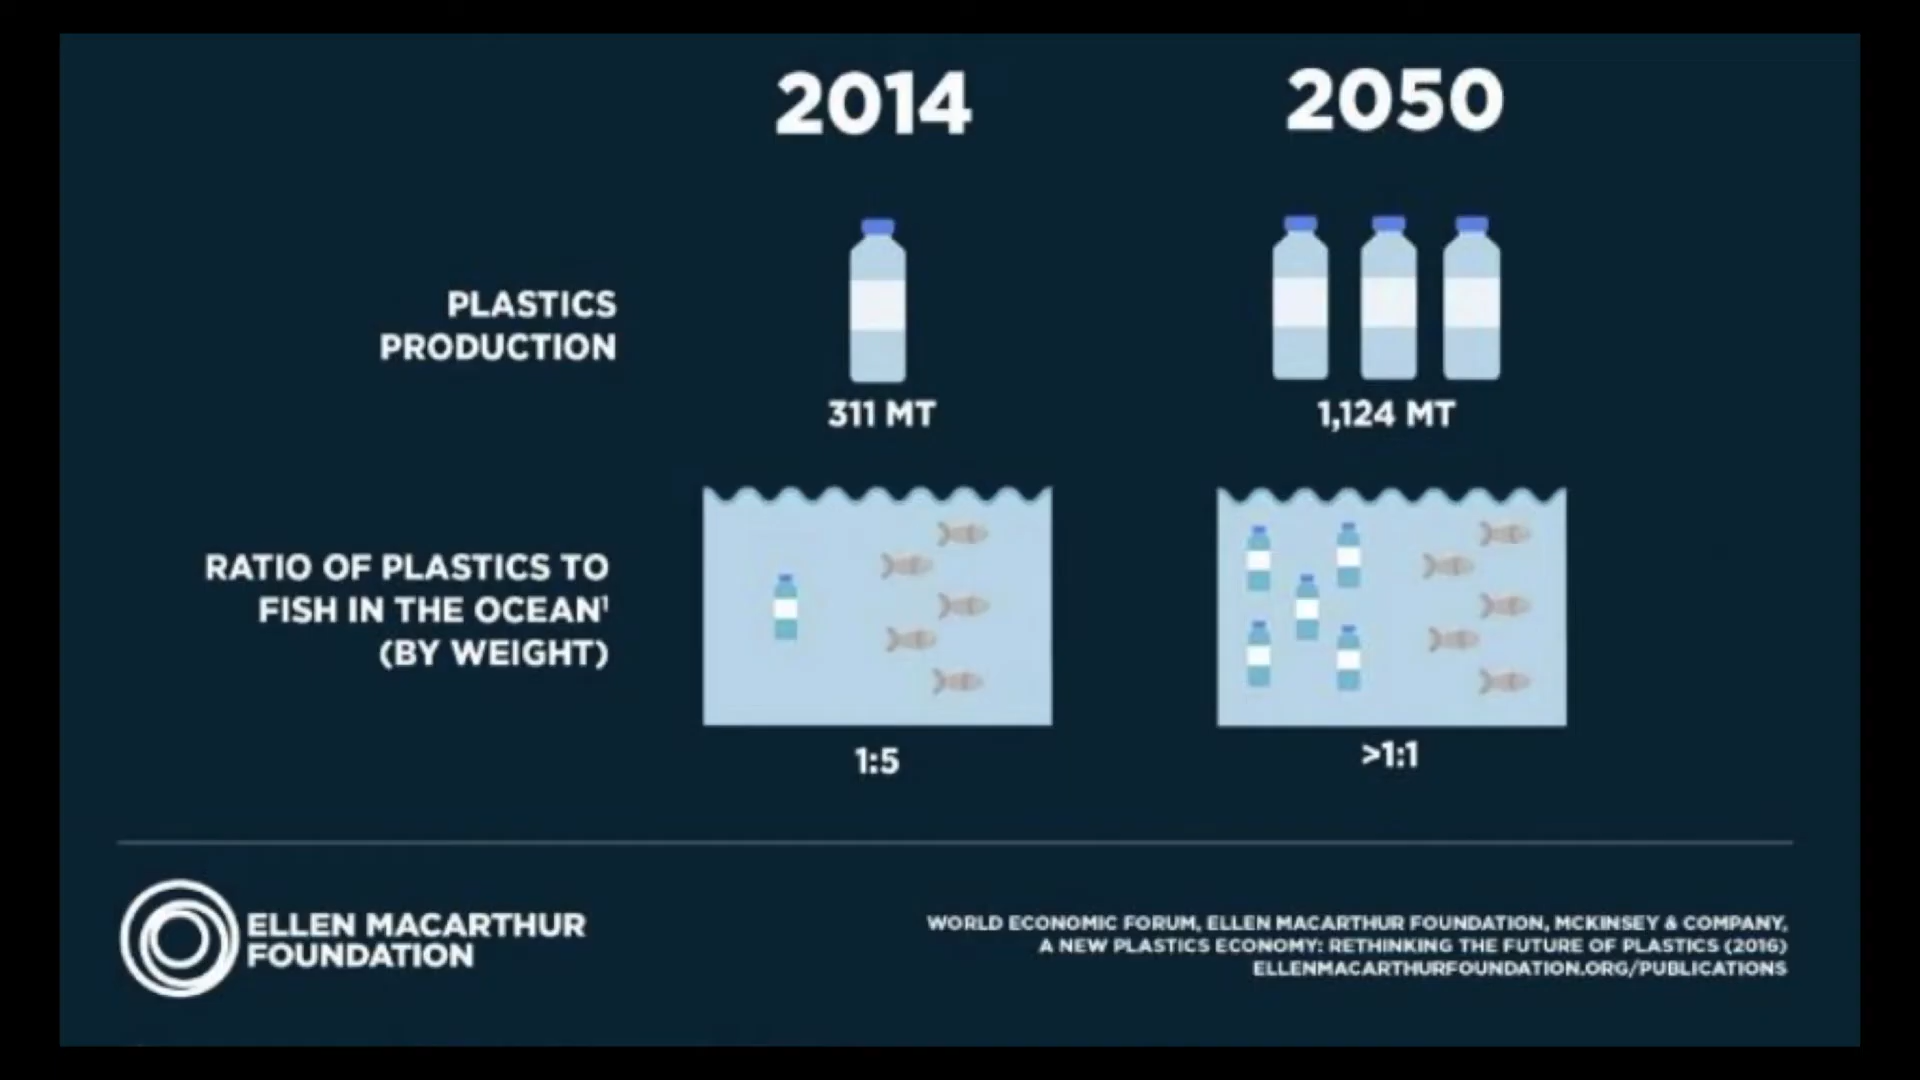 2014
2050
PLASTICS
PRODUCTION
311 MT
1,124 MT
RATIO OF PLASTICS TO
FISH IN THE OCEAN¹
(BY WEIGHT)
1:5
>1:1
ELLEN MACARTHUR
FOUNDATION
WORLD ECONOMIC FORUM, ELLEN MACARTHUR FOUNDATION, MCKINSEY & COMPANY,
A NEW PLASTICS ECONOMY: RETHINKING THE FUTURE OF PLASTICS (2016)
ELLENMACARTHURFOUNDATION.ORG/PUBLICATIONS